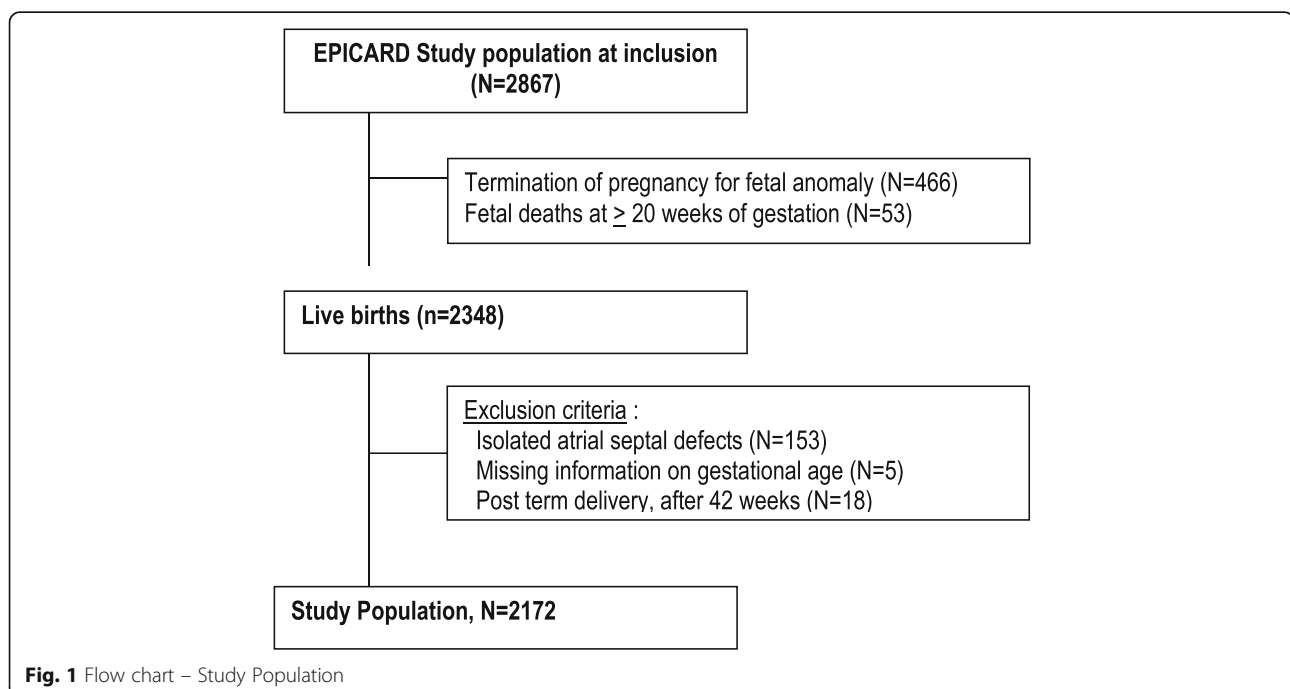 EPICARD Study population at inclusion
(N=2867)
Termination of pregnancy for fetal anomaly (N=466)
Fetal deaths at ≥ 20 weeks of gestation (N=53)
Live births (n=2348)
Exclusion criteria :
Isolated atrial septal defects (N=153)
Missing information on gestational age (N=5)
Post term delivery, after 42 weeks (N=18)
Study Population, N=2172
Fig. 1 Flow chart – Study Population